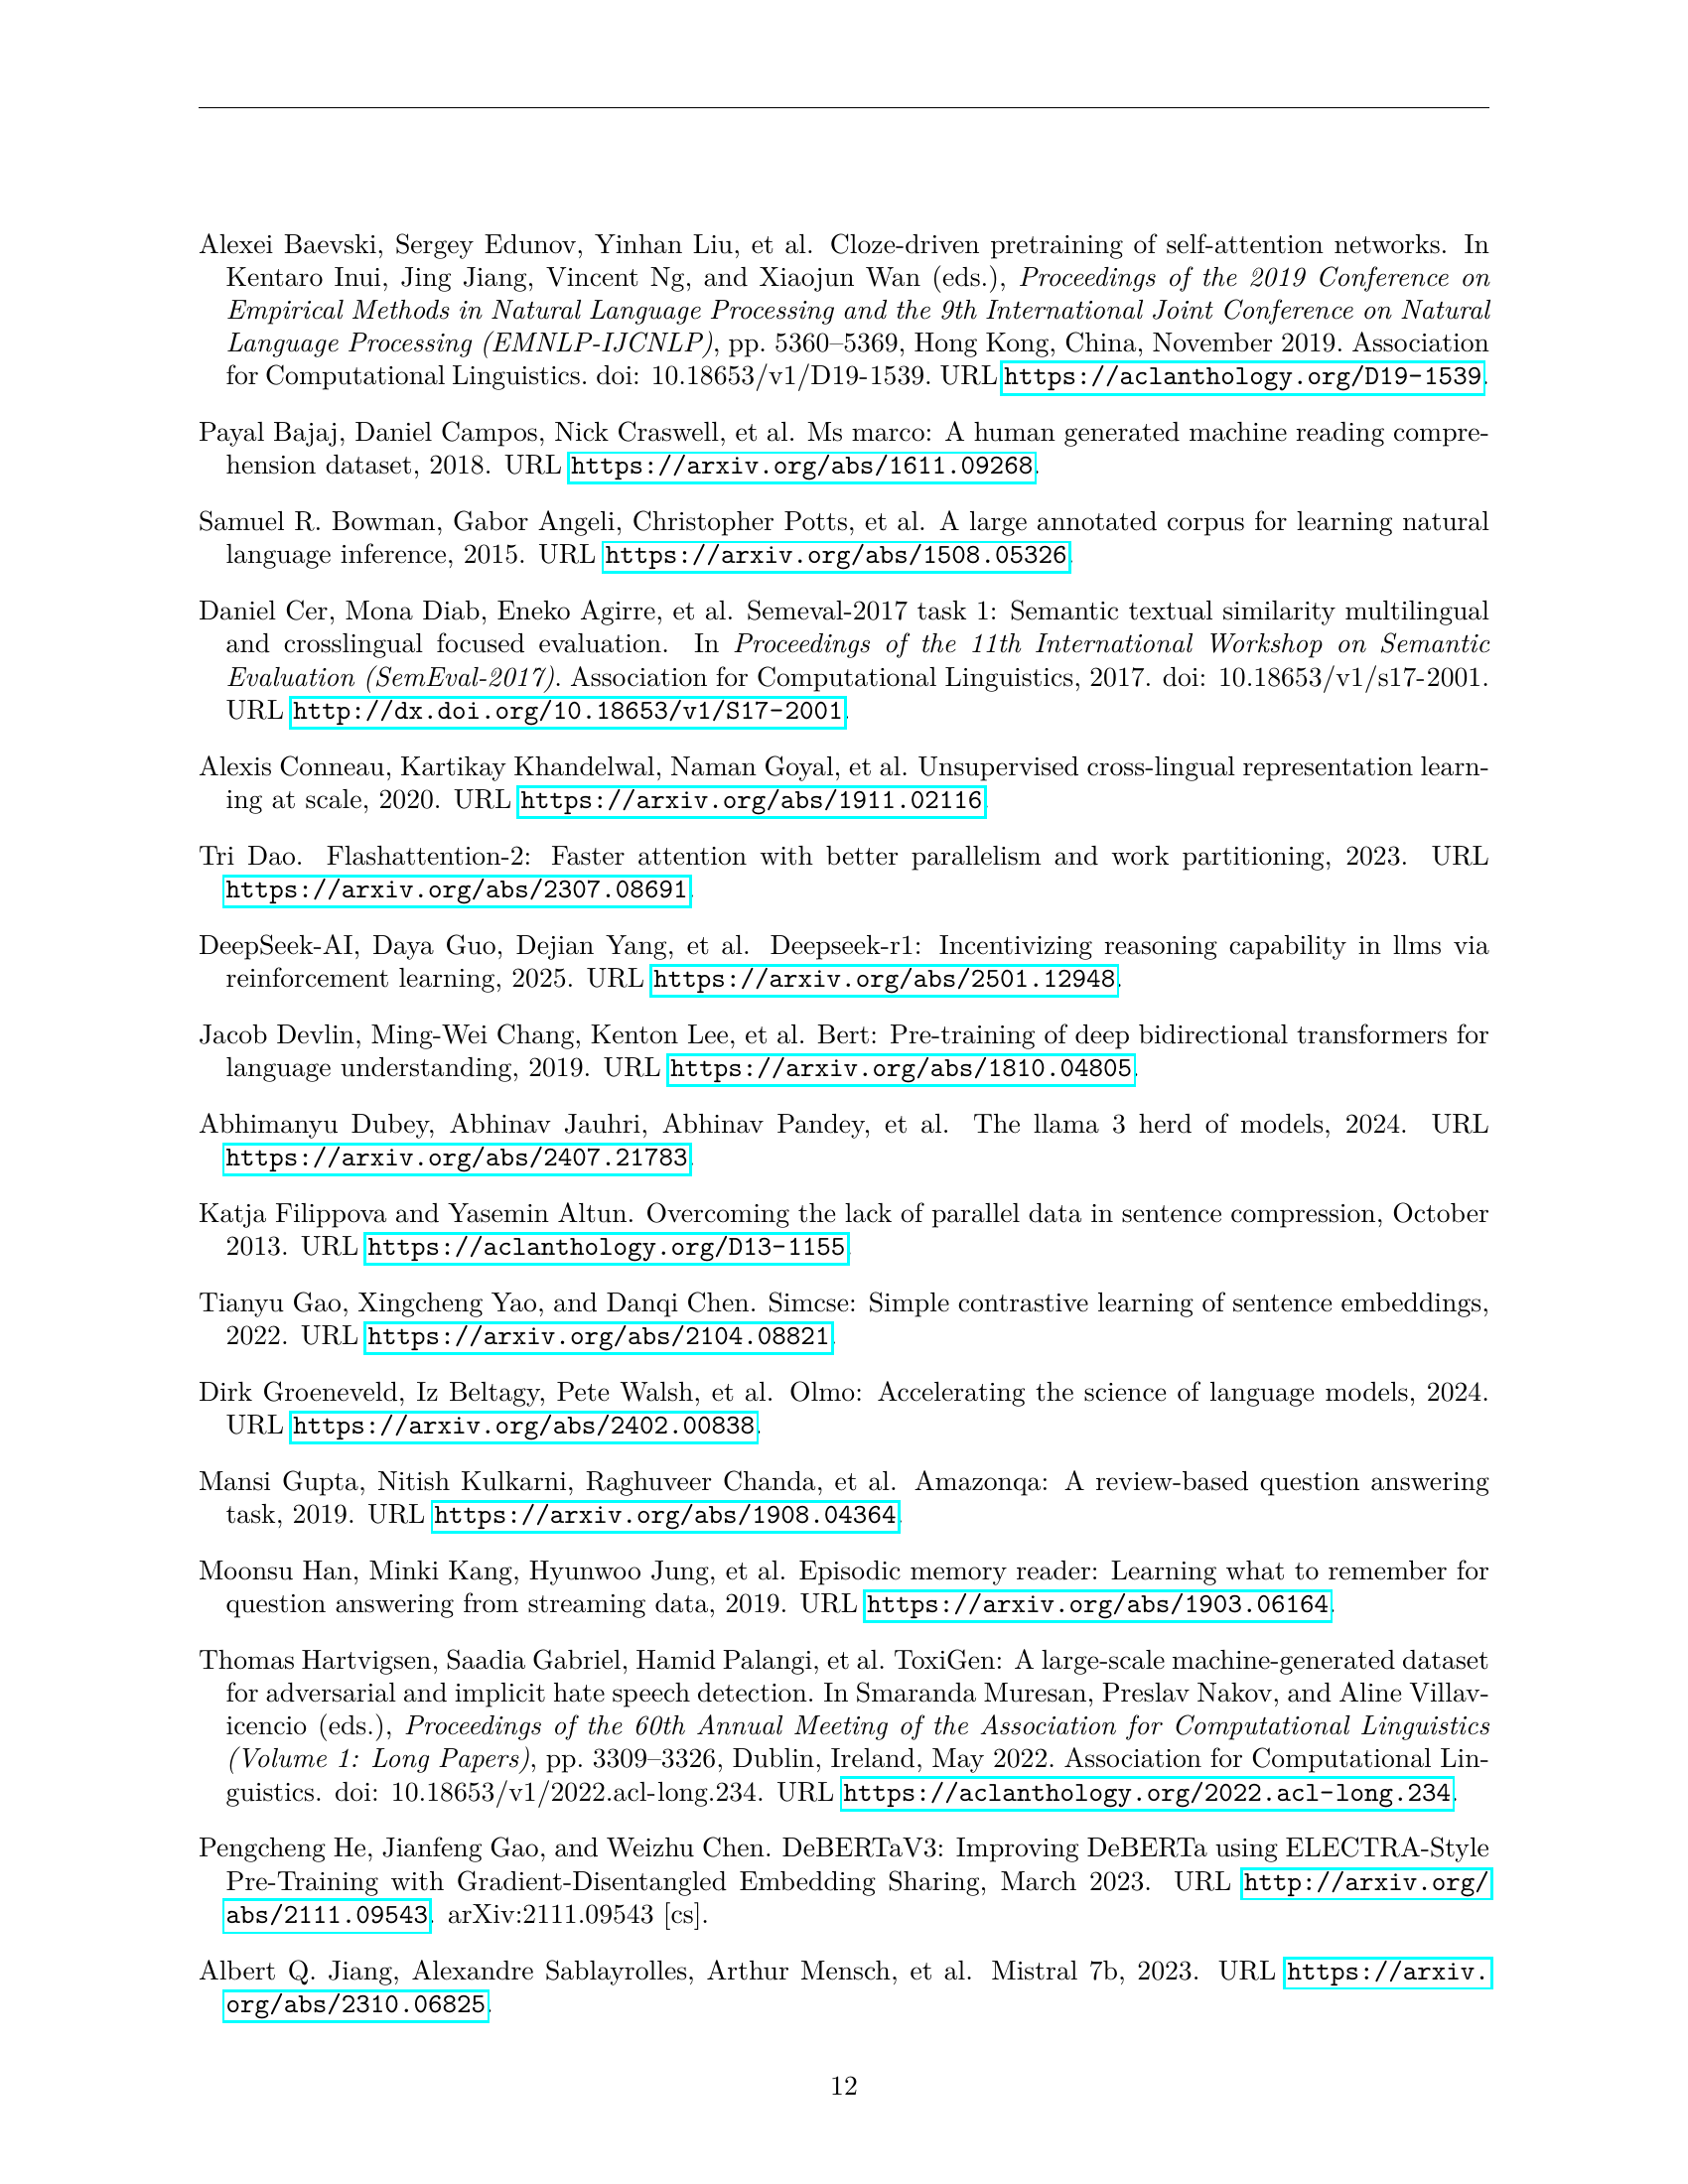 Alexei Baevski, Sergey Edunov, Yinhan Liu, et al. Cloze-driven pretraining of self-attention networks. In
Kentaro Inui, Jing Jiang, Vincent Ng, and Xiaojun Wan (eds.), Proceedings of the 2019 Conference on
Empirical Methods in Natural Language Processing and the 9th International Joint Conference on Natural
Language Processing (EMNLP-IJCNLP), pp. 5360–5369, Hong Kong, China, November 2019. Association
for Computational Linguistics. doi: 10.18653/v1/D19-1539. URL https://aclanthology.org/D19-1539.
Payal Bajaj, Daniel Campos, Nick Craswell, et al. Ms marco: A human generated machine reading compre-
hension dataset, 2018. URL https://arxiv.org/abs/1611.09268.
Samuel R. Bowman, Gabor Angeli, Christopher Potts, et al. A large annotated corpus for learning natural
language inference, 2015. URL https://arxiv.org/abs/1508.05326.
Daniel Cer, Mona Diab, Eneko Agirre, et al. Semeval-2017 task 1: Semantic textual similarity multilingual
and crosslingual focused evaluation. In Proceedings of the 11th International Workshop on Semantic
Evaluation (SemEval-2017). Association for Computational Linguistics, 2017. doi: 10.18653/v1/s17-2001.
URL http://dx.doi.org/10.18653/v1/S17-2001.
Alexis Conneau, Kartikay Khandelwal, Naman Goyal, et al. Unsupervised cross-lingual representation learn-
ing at scale, 2020. URL https://arxiv.org/abs/1911.02116.
Tri Dao. Flashattention-2: Faster attention with better parallelism and work partitioning, 2023. URL
https://arxiv.org/abs/2307.08691.
DeepSeek-AI, Daya Guo, Dejian Yang, et al. Deepseek-r1: Incentivizing reasoning capability in llms via
reinforcement learning, 2025. URL https://arxiv.org/abs/2501.12948.
Jacob Devlin, Ming-Wei Chang, Kenton Lee, et al. Bert: Pre-training of deep bidirectional transformers for
language understanding, 2019. URL https://arxiv.org/abs/1810.04805.
Abhimanyu Dubey, Abhinav Jauhri, Abhinav Pandey, et al. The llama 3 herd of models, 2024. URL
https://arxiv.org/abs/2407.21783.
Katja Filippova and Yasemin Altun. Overcoming the lack of parallel data in sentence compression, October
2013. URL https://aclanthology.org/D13-1155.
Tianyu Gao, Xingcheng Yao, and Danqi Chen. Simcse: Simple contrastive learning of sentence embeddings,
2022. URL https://arxiv.org/abs/2104.08821.
Dirk Groeneveld, Iz Beltagy, Pete Walsh, et al. Olmo: Accelerating the science of language models, 2024.
URL https://arxiv.org/abs/2402.00838.
Mansi Gupta, Nitish Kulkarni, Raghuveer Chanda, et al. Amazonqa: A review-based question answering
task, 2019. URL https://arxiv.org/abs/1908.04364.
Moonsu Han, Minki Kang, Hyunwoo Jung, et al. Episodic memory reader: Learning what to remember for
question answering from streaming data, 2019. URL https://arxiv.org/abs/1903.06164.
Thomas Hartvigsen, Saadia Gabriel, Hamid Palangi, et al. ToxiGen: A large-scale machine-generated dataset
for adversarial and implicit hate speech detection. In Smaranda Muresan, Preslav Nakov, and Aline Villav-
icencio (eds.), Proceedings of the 60th Annual Meeting of the Association for Computational Linguistics
(Volume 1: Long Papers), pp. 3309–3326, Dublin, Ireland, May 2022. Association for Computational Lin-
guistics. doi: 10.18653/v1/2022.acl-long.234. URL https://aclanthology.org/2022.acl-long.234.
Pengcheng He, Jianfeng Gao, and Weizhu Chen. DeBERTaV3: Improving DeBERTa using ELECTRA-Style
Pre-Training with Gradient-Disentangled Embedding Sharing, March 2023. URL http://arxiv.org/
abs/2111.09543. arXiv:2111.09543 [cs].
Albert Q. Jiang, Alexandre Sablayrolles, Arthur Mensch, et al. Mistral 7b, 2023. URL https://arxiv.
org/abs/2310.06825.
12